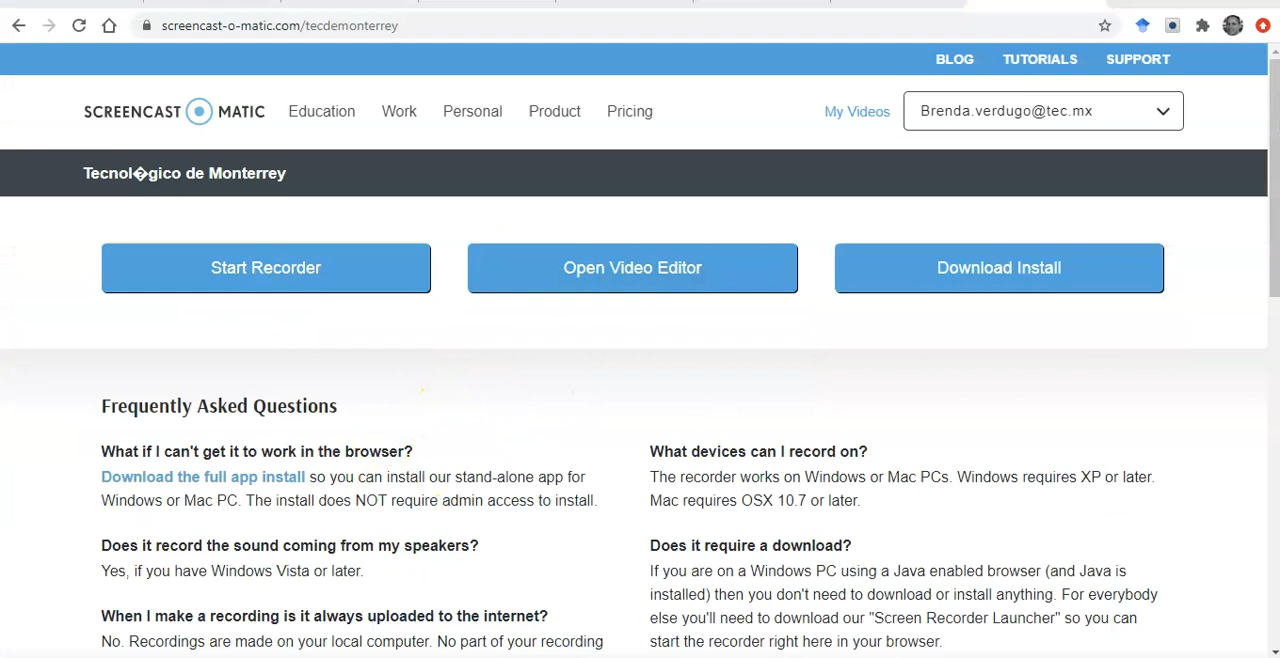 screencast-o-matic.com/tecdemonterrey
BLOG TUTORIALS SUPPORT
SCREENCAST MATIC Education Work Personal Product Pricing My Videos Brenda.verdugo@tec.mx
Tecnol�gico de Monterrey
Start Recorder Open Video Editor Download Install
Frequently Asked Questions
What if I can't get it to work in the browser?
Download the full app install so you can install our stand-alone app for
Windows or Mac PC. The install does NOT require admin access to install.
Does it record the sound coming from my speakers?
Yes, if you have Windows Vista or later.
When I make a recording is it always uploaded to the internet?
No. Recordings are made on your local computer. No part of your recording
What devices can I record on?
The recorder works on Windows or Mac PCs. Windows requires XP or later.
Mac requires OSX 10.7 or later.
Does it require a download?
If you are on a Windows PC using a Java enabled browser (and Java is
installed) then you don't need to download or install anything. For everybody
else you'll need to download our "Screen Recorder Launcher" so you can
start the recorder right here in your browser.